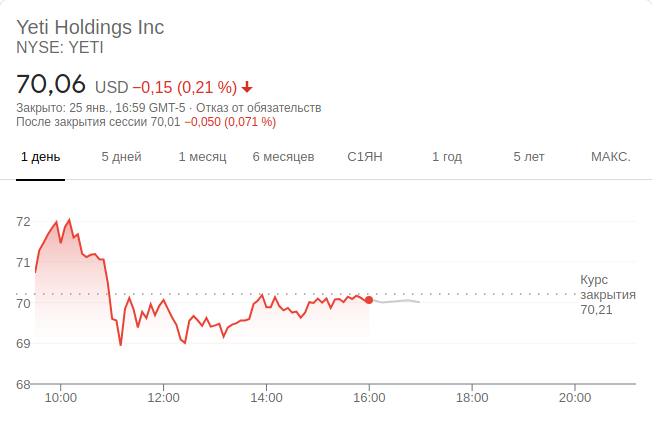 Yeti Holdings Inc
NYSE: YETI
70,06 USD −0,15 (0,21 %)
Закрыто: 25 янв., 16:59 GMT-5 · Отказ от обязательств
После закрытия сессии 70,01 −0,050 (0,071 %)
1 день 5 дней 1 месяц 6 месяцев С1ЯН 1 год 5 лет МАКС.
72
71
70
69
68
Курс
закрытия
70,21
10:00 12:00 14:00 16:00 18:00 20:00